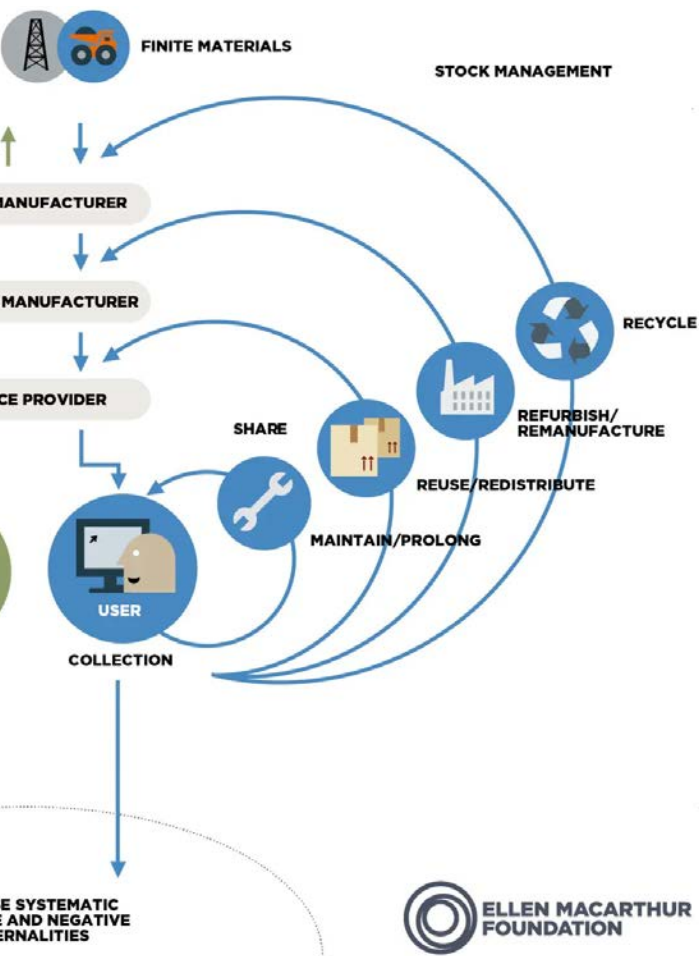 FINITE MATERIALS
STOCK MANAGEMENT
MANUFACTURER
MANUFACTURER
RECYCLE
CE PROVIDER
REFURBISH/
REMANUFACTURE
SHARE
REUSE/REDISTRIBUTE
MAINTAIN/PROLONG
USER
COLLECTION
E SYSTEMATIC
E AND NEGATIVE
ERNALITIES
ELLEN MACARTHUR
FOUNDATION